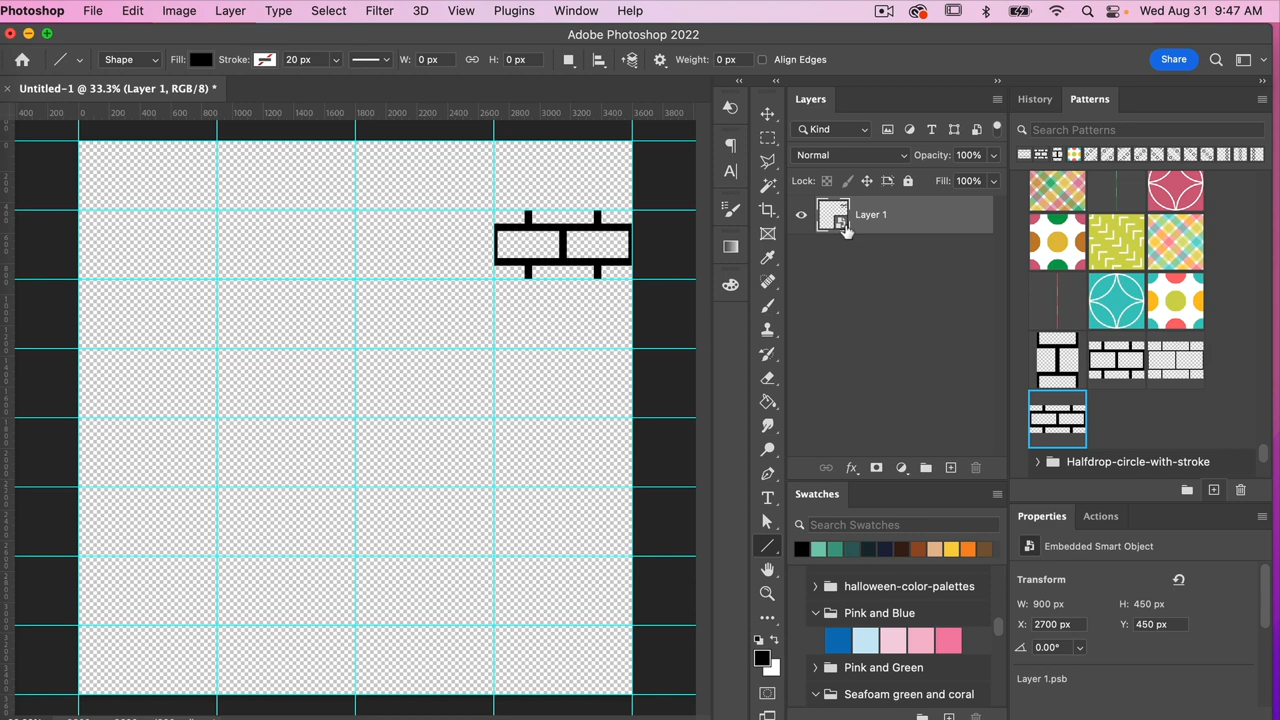 Photoshop File Edit Image Layer Type Select Filter 3D View Plugins Window Help Wed Aug 31 9:47 AM
Adobe Photoshop 2022
Shape Fill: Stroke: 20 px W: 0 px H: 0 px Weight: 0 px Align Edges Share
× Untitled-1 @ 33.3% (Layer 1, RGB/8) *
Layers
History Patterns
400 200 0 200 400 600 800 1000 1200 1400 1600 1800 2000 2200 2400 2600 2800 3000 3200 3400 3600 3800
Kind
Search Patterns
Normal Opacity: 100%
Lock: Fill: 100%
Layer 1
fx
Halfdrop-circle-with-stroke
Swatches
Search Swatches
halloween-color-palettes
Pink and Blue
Pink and Green
Seafoam green and coral
Properties Actions
Embedded Smart Object
Transform
W: 900 px H: 450 px
X: 2700 px Y: 450 px
0.00°
Layer 1.psb